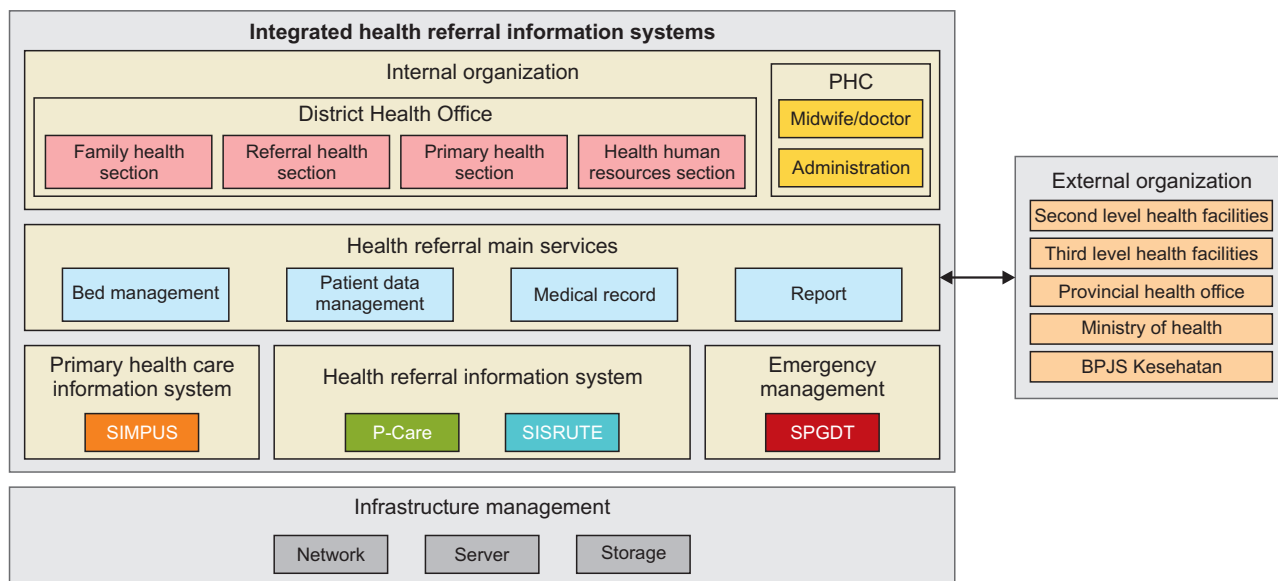 Integrated health referral information systems
Internal organization
District Health Office
Family health
section
Referral health
section
Primary health
section
Health human
resources section
PHC
Midwife/doctor
Administration
Health referral main services
Bed management
Patient data
management
Medical record
Report
Primary health care
information system
SIMPUS
Health referral information system
P-Care
SISRUTE
Emergency
management
SPGDT
External organization
Second level health facilities
Third level health facilities
Provincial health office
Ministry of health
BPJS Kesehatan
Infrastructure management
Network
Server
Storage